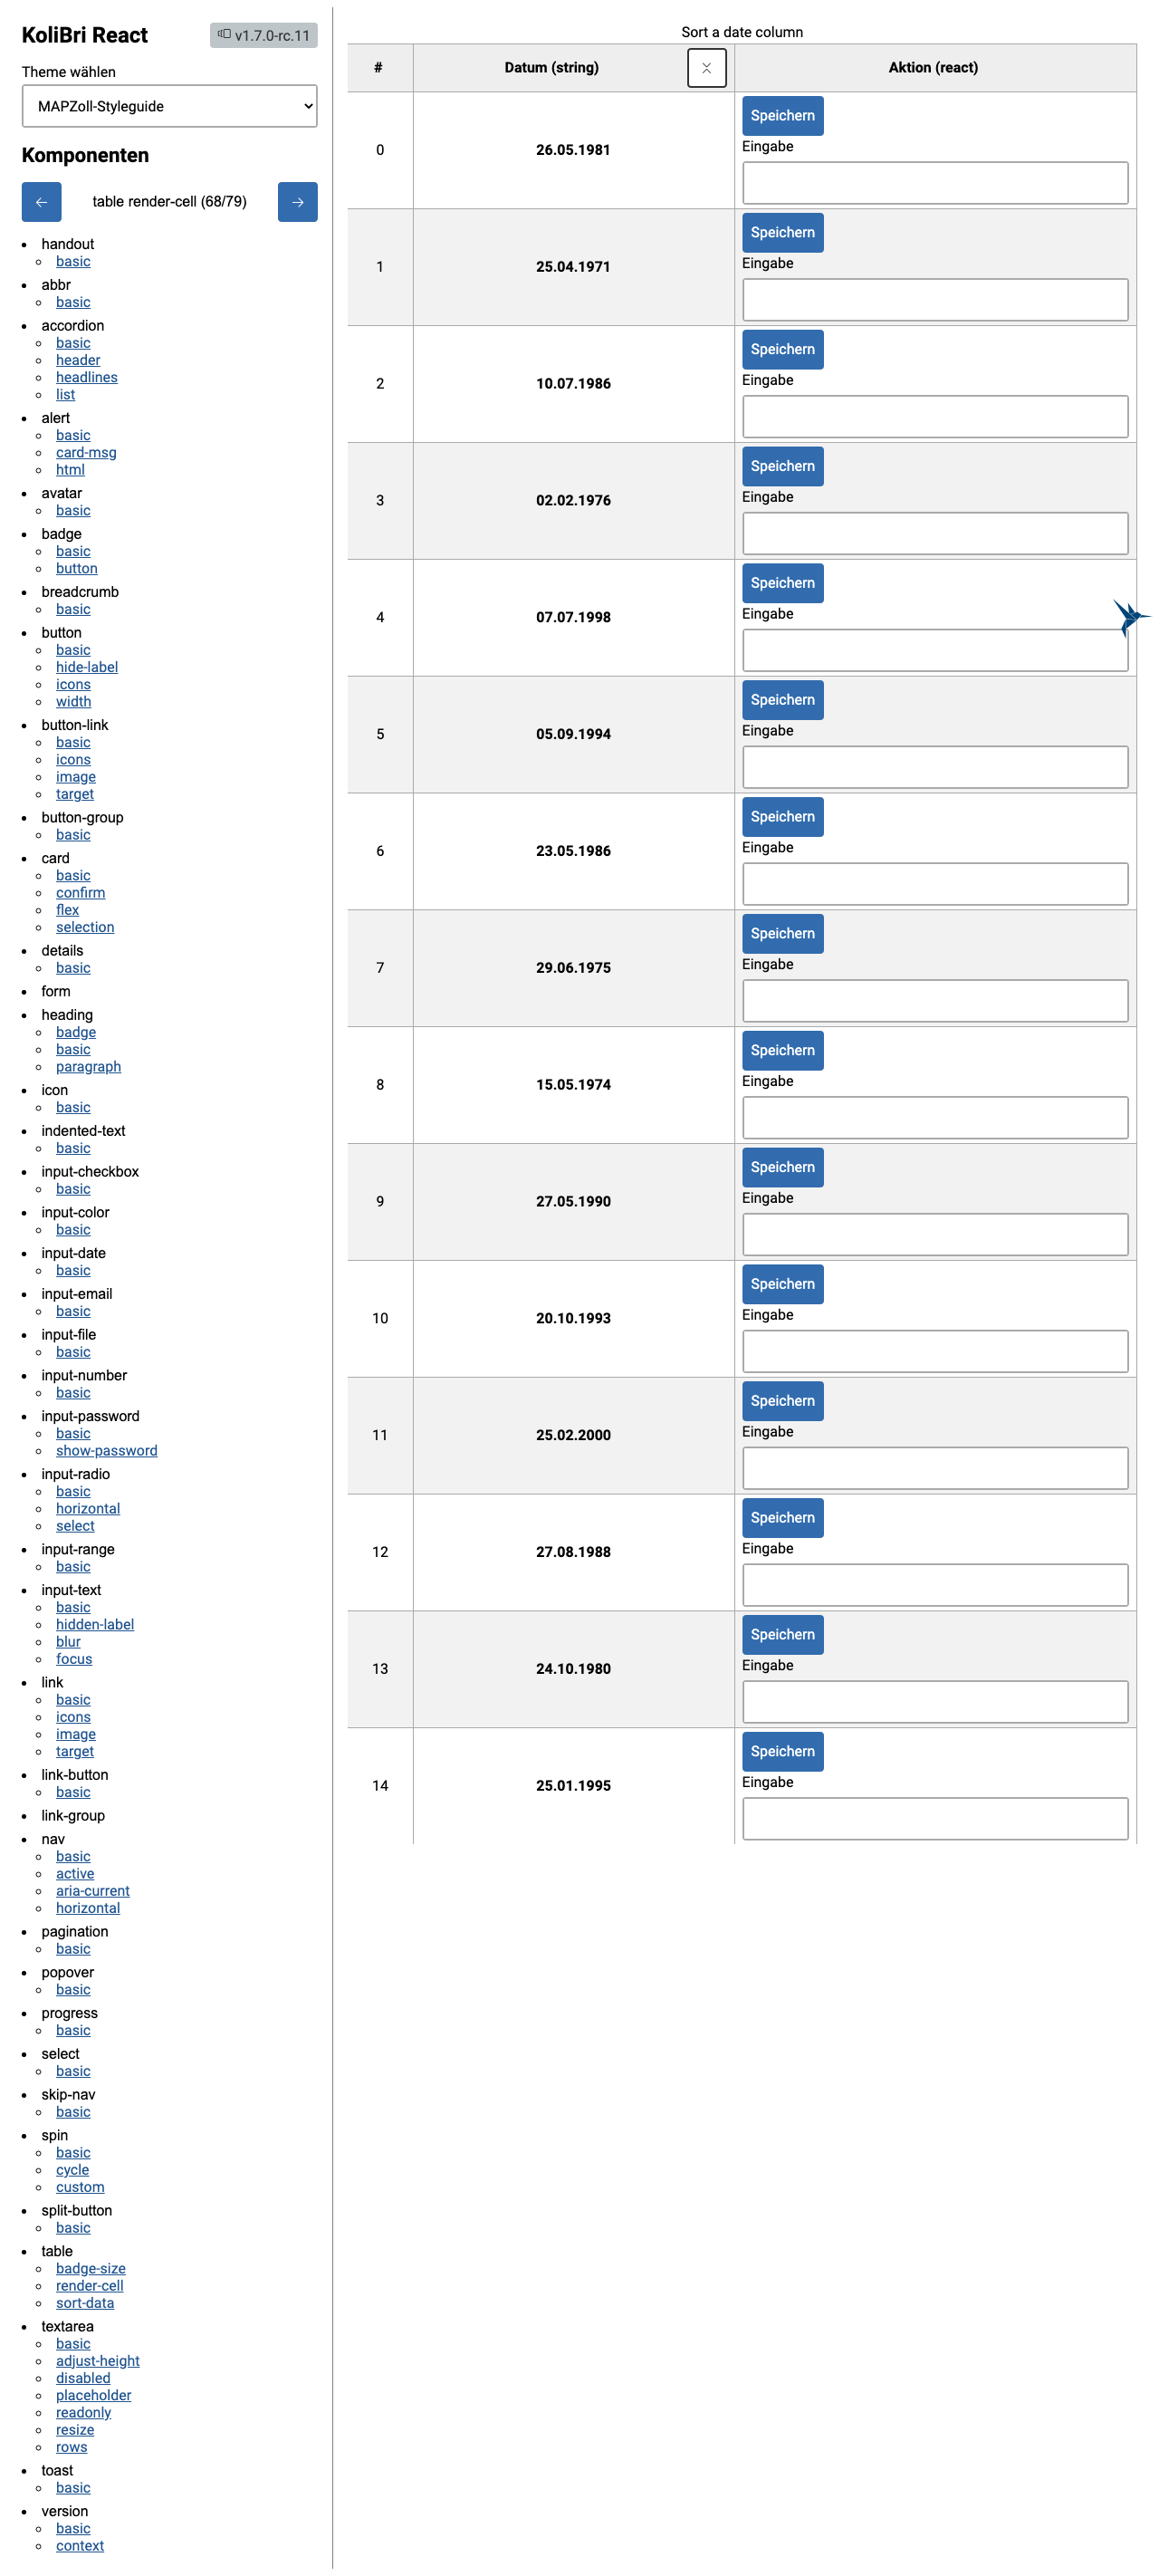 KoliBri React
v1.7.0-rc.11
Theme wählen
MAPZoll-Styleguide
Komponenten
← table render-cell (68/79) →
handout
basic
abbr
basic
accordion
basic
header
headlines
list
alert
basic
card-msg
html
avatar
basic
badge
basic
button
breadcrumb
basic
button
basic
hide-label
icons
width
button-link
basic
icons
image
target
button-group
basic
card
basic
confirm
flex
selection
details
basic
form
heading
badge
basic
paragraph
icon
basic
indented-text
basic
input-checkbox
basic
input-color
basic
input-date
basic
input-email
basic
input-file
basic
input-number
basic
input-password
basic
show-password
input-radio
basic
horizontal
select
input-range
basic
input-text
basic
hidden-label
blur
focus
link
basic
icons
image
target
link-button
basic
link-group
nav
basic
active
aria-current
horizontal
pagination
basic
popover
basic
progress
basic
select
basic
skip-nav
basic
spin
basic
cycle
custom
split-button
basic
table
badge-size
render-cell
sort-data
textarea
basic
adjust-height
disabled
placeholder
readonly
resize
rows
toast
basic
version
basic
context
Sort a date column
# Datum (string) Aktion (react)
Speichern
0 26.05.1981 Eingabe
Speichern
1 25.04.1971 Eingabe
Speichern
2 10.07.1986 Eingabe
Speichern
3 02.02.1976 Eingabe
Speichern
4 07.07.1998 Eingabe
Speichern
5 05.09.1994 Eingabe
Speichern
6 23.05.1986 Eingabe
Speichern
7 29.06.1975 Eingabe
Speichern
8 15.05.1974 Eingabe
Speichern
9 27.05.1990 Eingabe
Speichern
10 20.10.1993 Eingabe
Speichern
11 25.02.2000 Eingabe
Speichern
12 27.08.1988 Eingabe
Speichern
13 24.10.1980 Eingabe
Speichern
14 25.01.1995 Eingabe